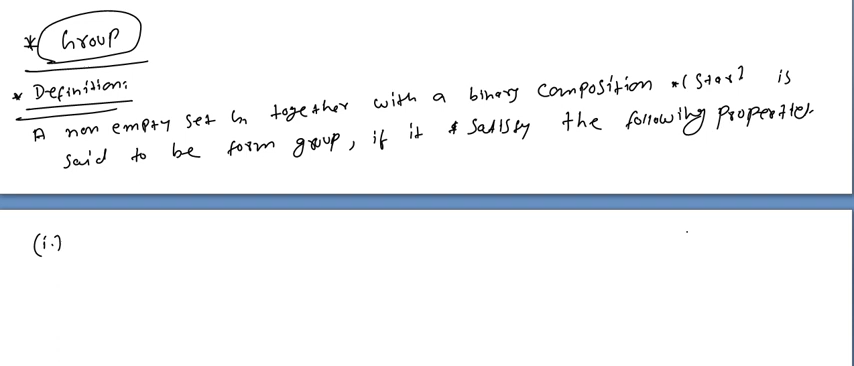 * Group
* Definition:
A non empty set G together with a binary composition *(star) is
said to be form group, if it satisfy the following properties.
(i.)